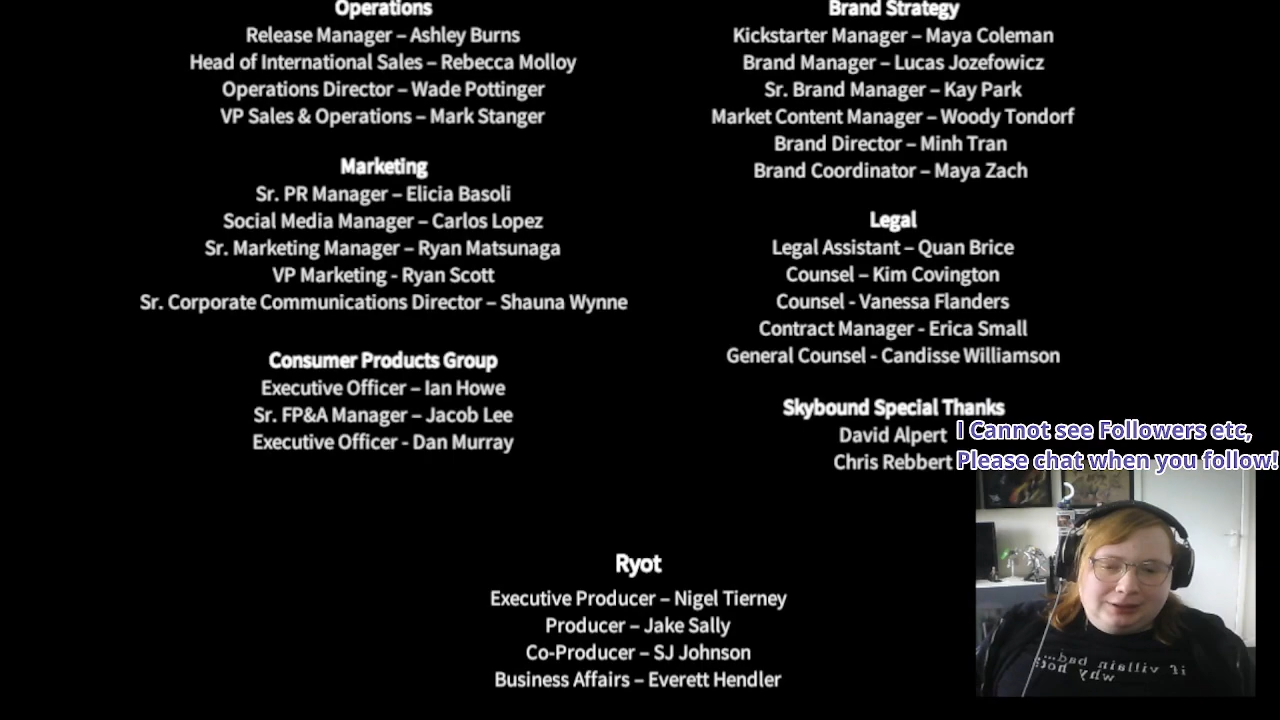 Operations
Release Manager – Ashley Burns
Head of International Sales – Rebecca Molloy
Operations Director – Wade Pottinger
VP Sales & Operations – Mark Stanger
Marketing
Sr. PR Manager – Elicia Basoli
Social Media Manager – Carlos Lopez
Sr. Marketing Manager – Ryan Matsunaga
VP Marketing - Ryan Scott
Sr. Corporate Communications Director – Shauna Wynne
Consumer Products Group
Executive Officer – Ian Howe
Sr. FP&A Manager – Jacob Lee
Executive Officer - Dan Murray
Brand Strategy
Kickstarter Manager – Maya Coleman
Brand Manager – Lucas Jozefowicz
Sr. Brand Manager – Kay Park
Market Content Manager – Woody Tondorf
Brand Director – Minh Tran
Brand Coordinator – Maya Zach
Legal
Legal Assistant – Quan Brice
Counsel – Kim Covington
Counsel - Vanessa Flanders
Contract Manager - Erica Small
General Counsel - Candisse Williamson
Skybound Special Thanks
David Alpert
Chris Rebbert
I Cannot see Followers etc,
Please chat when you follow!
Ryot
Executive Producer – Nigel Tierney
Producer – Jake Sally
Co-Producer – SJ Johnson
Business Affairs – Everett Hendler
if villain bad...
why hot?